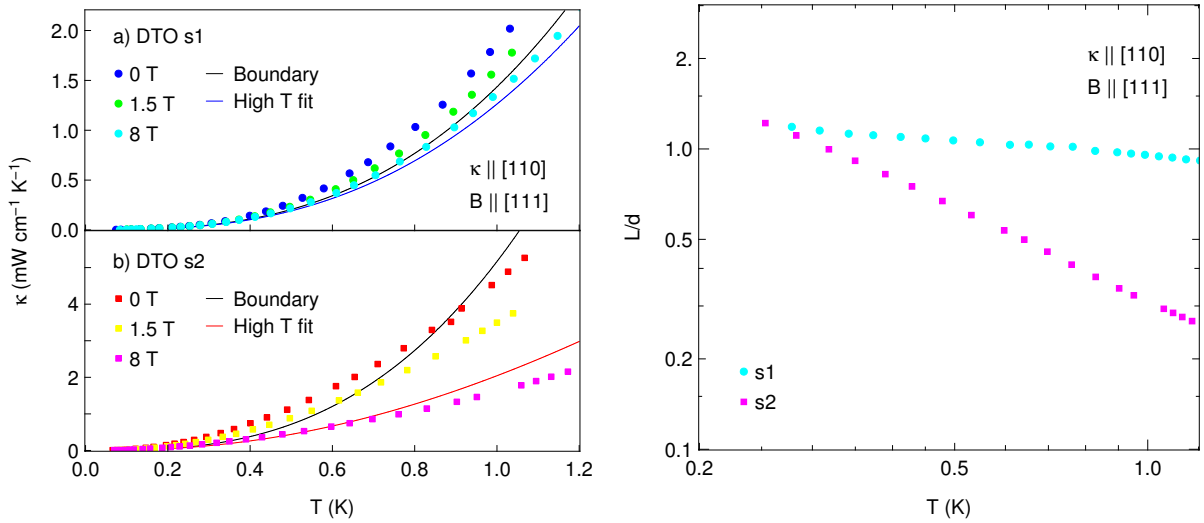 a) DTO s1
0 T
1.5 T
8 T
Boundary
High T fit
κ || [110]
B || [111]
2.0
1.5
1.0
0.5
0.0
b) DTO s2
0 T
1.5 T
8 T
Boundary
High T fit
4
2
0
κ (mW cm⁻¹ K⁻¹)
0.0 0.2 0.4 0.6 0.8 1.0 1.2
T (K)
κ || [110]
B || [111]
2.
1.0
0.5
0.2
0.1
L/d
s1
s2
0.2 0.5 1.0
T (K)